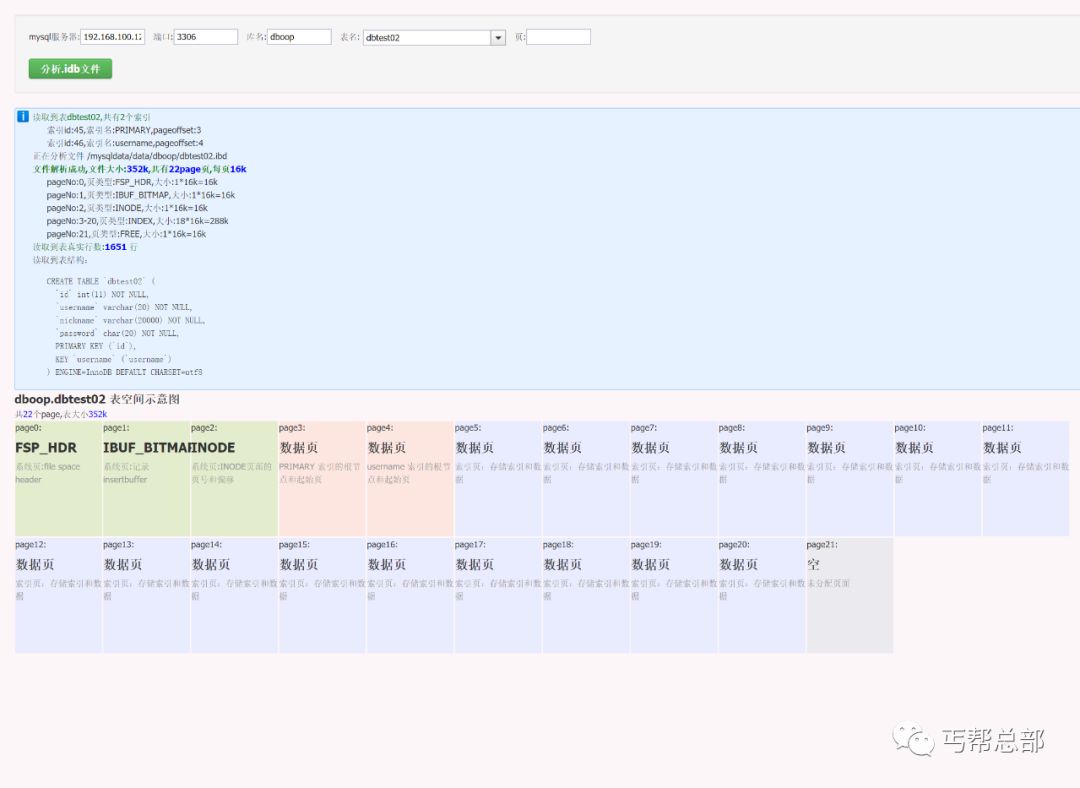 mysql服务器: 192.168.100.12 端口: 3306 库名: dboop 表名: dbtest02 页:
分析.idb文件
读取到表dbtest02,共有2个索引
索引id:45,索引名:PRIMARY,pageoffset:3
索引id:46,索引名:username,pageoffset:4
正在分析文件 /mysqldata/data/dboop/dbtest02.ibd
文件解析成功,文件大小:352k,共有22page页,每页16k
pageNo:0,页类型:FSP_HDR,大小:1*16k=16k
pageNo:1,页类型:IBUF_BITMAP,大小:1*16k=16k
pageNo:2,页类型:INODE,大小:1*16k=16k
pageNo:3-20,页类型:INDEX,大小:18*16k=288k
pageNo:21,页类型:FREE,大小:1*16k=16k
读取到表真实行数:1651 行
读取到表结构:
CREATE TABLE `dbtest02` (
`id` int(11) NOT NULL,
`username` varchar(20) NOT NULL,
`nickname` varchar(20000) NOT NULL,
`password` char(20) NOT NULL,
PRIMARY KEY (`id`),
KEY `username` (`username`)
) ENGINE=InnoDB DEFAULT CHARSET=utf8
dboop.dbtest02 表空间示意图
共22个page,表大小352k
page0: page1: page2: page3: page4: page5: page6: page7: page8: page9: page10: page11:
FSP_HDR IBUF_BITMAP INODE 数据页 数据页 数据页 数据页 数据页 数据页 数据页 数据页 数据页
系统页:file space 系统页:记录 系统页:INODE页面的 PRIMARY 索引的根节 username 索引的根节 索引页：存储索引和数 索引页：存储索引和数 索引页：存储索引和数 索引页：存储索引和数 索引页：存储索引和数 索引页：存储索引和数 索引页：存储索引和数
header insertbuffer 页号和偏移 点和起始页 点和起始页 据 据 据 据 据 据 据
page12: page13: page14: page15: page16: page17: page18: page19: page20: page21:
数据页 数据页 数据页 数据页 数据页 数据页 数据页 数据页 数据页 空
索引页：存储索引和数 索引页：存储索引和数 索引页：存储索引和数 索引页：存储索引和数 索引页：存储索引和数 索引页：存储索引和数 索引页：存储索引和数 索引页：存储索引和数 索引页：存储索引和数 未分配页面
据 据 据 据 据 据 据 据 据
丐帮总部